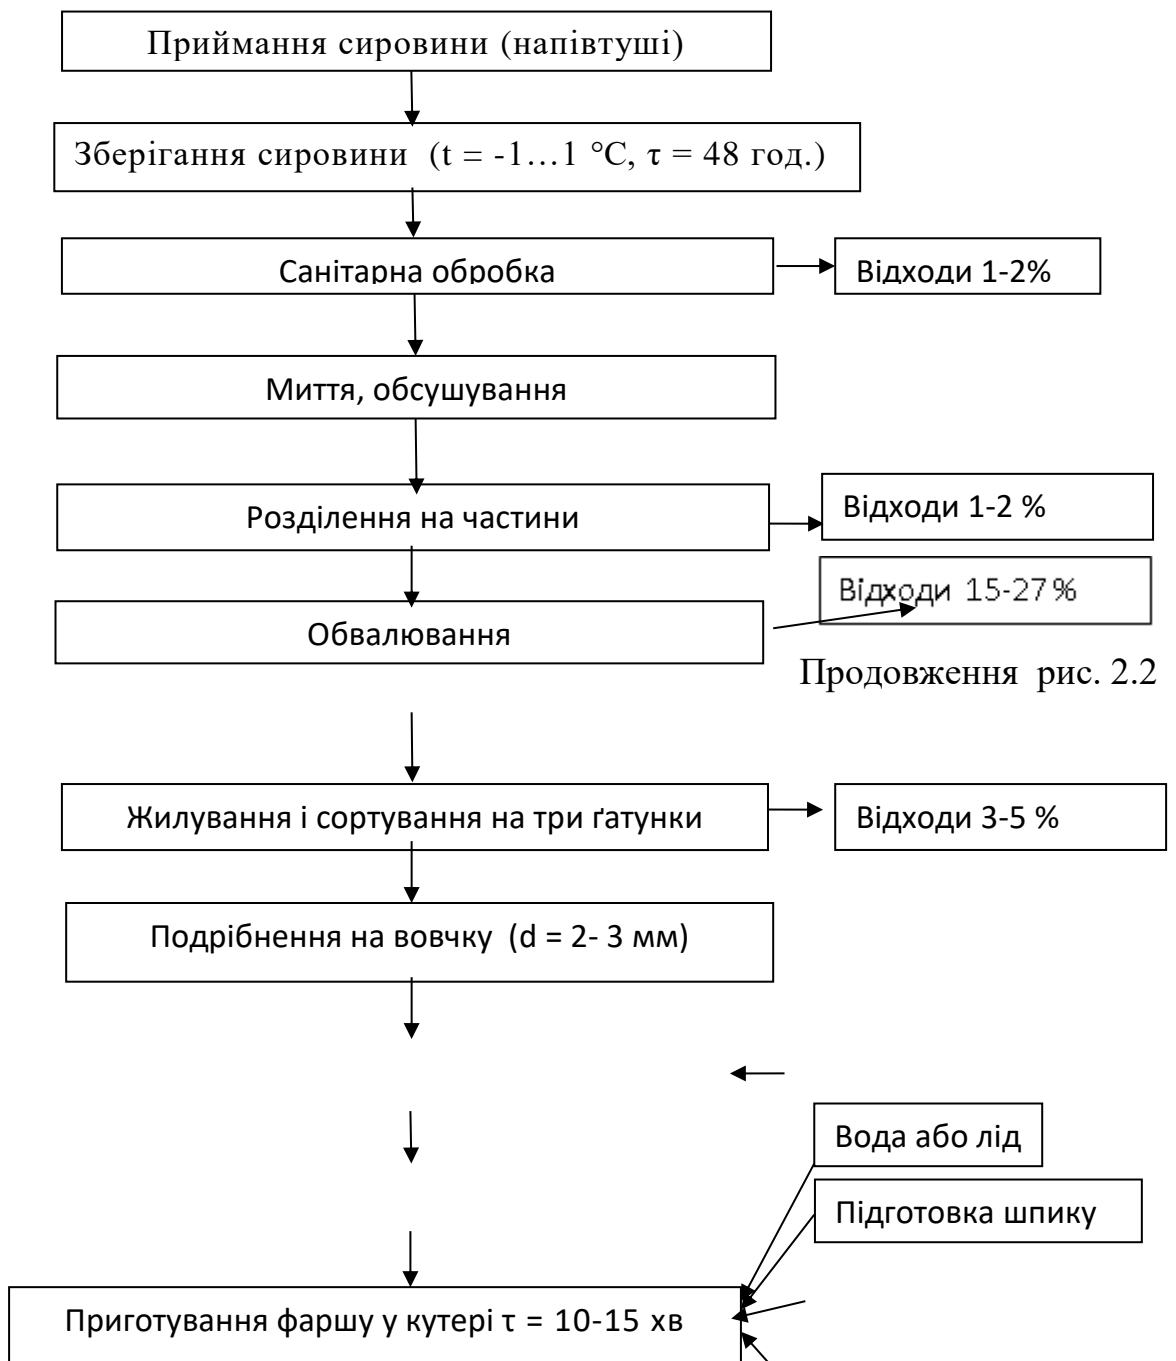 Приймання сировини (напівтуші)
Зберігання сировини (t = -1…1 °С, τ = 48 год.)
Санітарна обробка
Відходи 1-2%
Миття, обсушування
Розділення на частини
Відходи 1-2 %
Відходи 15-27%
Обвалювання
Продовження рис. 2.2
Жилування і сортування на три ґатунки
Відходи 3-5 %
Подрібнення на вовчку (d = 2- 3 мм)
Вода або лід
Підготовка шпику
Приготування фаршу у кутері τ = 10-15 хв